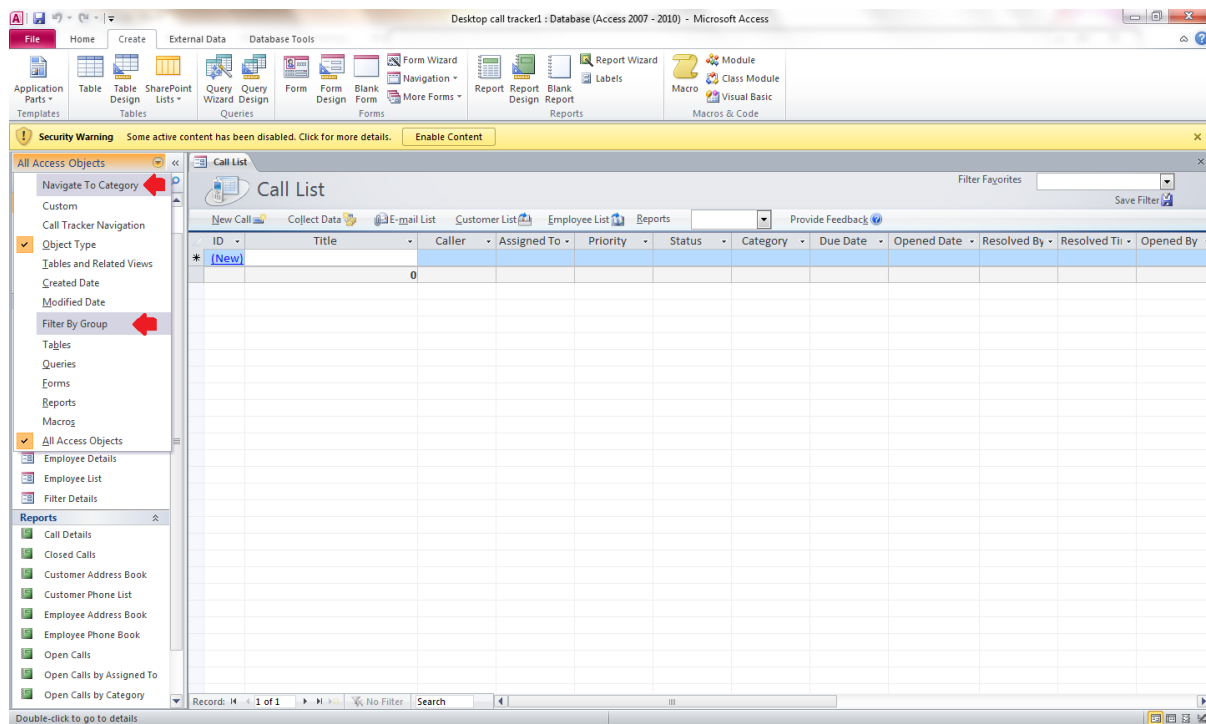 Desktop call tracker1 : Database (Access 2007 - 2010) - Microsoft Access
File Home Create External Data Database Tools
Application Parts
Table
Table Design
SharePoint Lists
Query Wizard
Query Design
Form
Form Design
Blank Form
Form Wizard
Navigation
More Forms
Report
Report Design
Blank Report
Report Wizard
Labels
Macro
Module
Class Module
Visual Basic
Templates Tables Queries Forms Reports Macros & Code
Security Warning Some active content has been disabled. Click for more details. Enable Content
All Access Objects
Navigate To Category
Custom
Call Tracker Navigation
Object Type
Tables and Related Views
Created Date
Modified Date
Filter By Group
Tables
Queries
Forms
Reports
Macros
All Access Objects
Employee Details
Employee List
Filter Details
Reports
Call Details
Closed Calls
Customer Address Book
Customer Phone List
Employee Address Book
Employee Phone Book
Open Calls
Open Calls by Assigned To
Open Calls by Category
Call List
Call List
Filter Favorites
Save Filter
New Call Collect Data E-mail List Customer List Employee List Reports Provide Feedback
ID Title Caller Assigned To Priority Status Category Due Date Opened Date Resolved By Resolved Tii Opened By
(New)
0
Record: 1 of 1 No Filter Search
Double-click to go to details